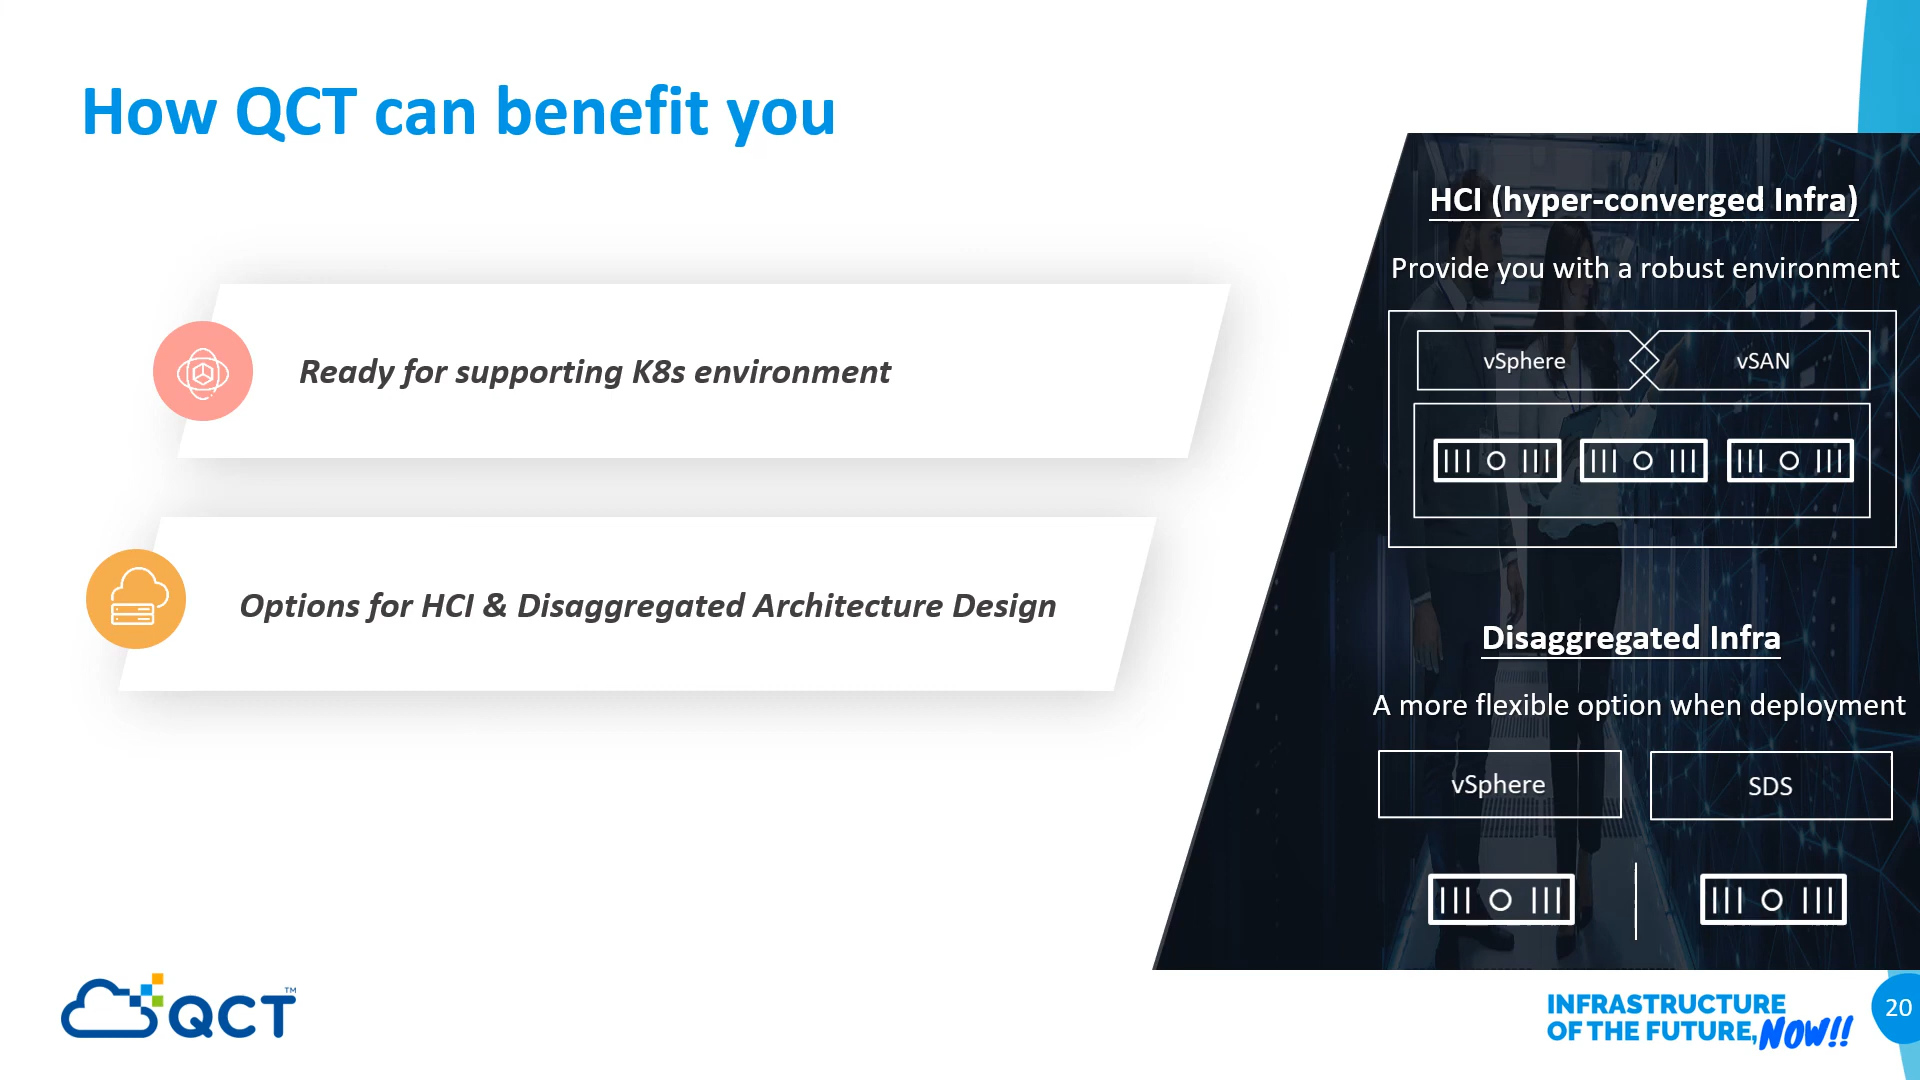 How QCT can benefit you
Ready for supporting K8s environment
Options for HCI & Disaggregated Architecture Design
HCI (hyper-converged Infra)
Provide you with a robust environment
vSphere
vSAN
Disaggregated Infra
A more flexible option when deployment
vSphere
SDS
QCT™
INFRASTRUCTURE
OF THE FUTURE, NOW!!
20